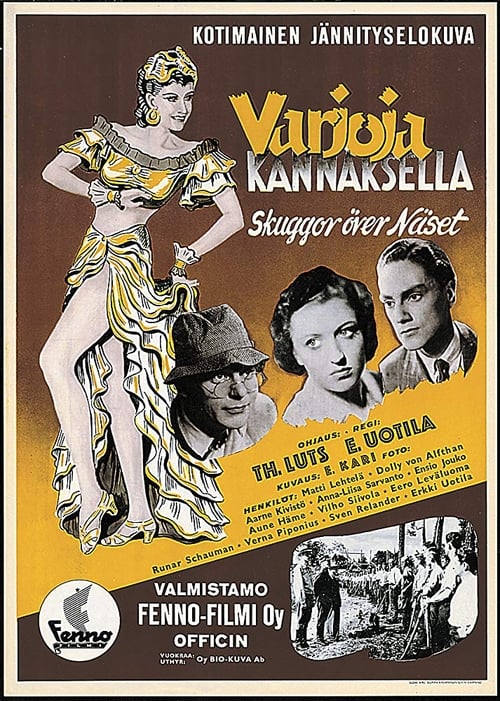 KOTIMAINEN JÄNNITYSELOKUVA
Varjoja
KANNAKSELLA
Skuggor över Näset
OHJAUS: · REGI:
TH. LUTS E. UOTILA
KUVAUS: E. KARI FOTO:
HENKILÖT: Matti Lehtelä · Dolly von Alfthan
Aarne Kivistö · Anna-Liisa Sarvanto · Ensio Jouko
Aune Häme · Vilho Siivola · Eero Leväluoma
Runar Schauman · Verna Piponius · Sven Relander · Erkki Uotila
VALMISTAMO
FENNO-FILMI Oy
OFFICIN
VUOKRAA:
UTHYR: Oy BIO-KUVA Ab
Fenno
FILMI